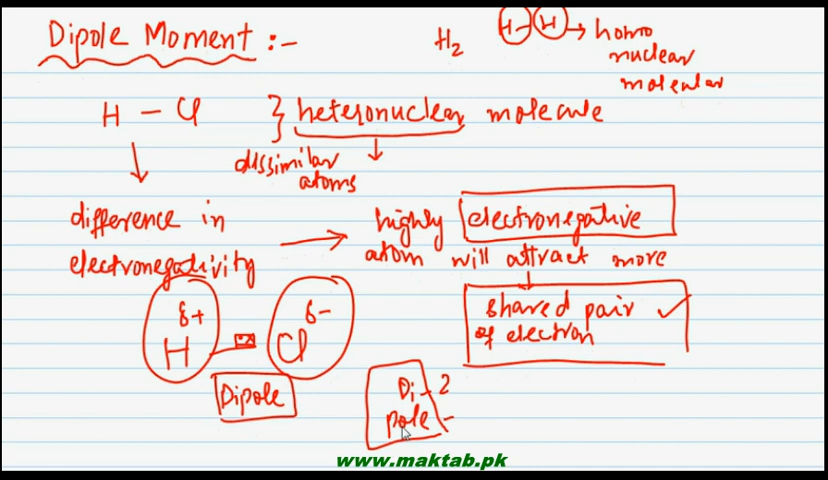 Dipole Moment :-
H₂ H-H → homo
nuclear
molecular
H - Cl } heteronuclear molecule
dissimilar
atoms
difference in
electronegativity
highly electronegative
atom will attract more
shared pair
of electron
δ+ δ-
H Cl
Dipole
Di - 2
pole -
www.maktab.pk